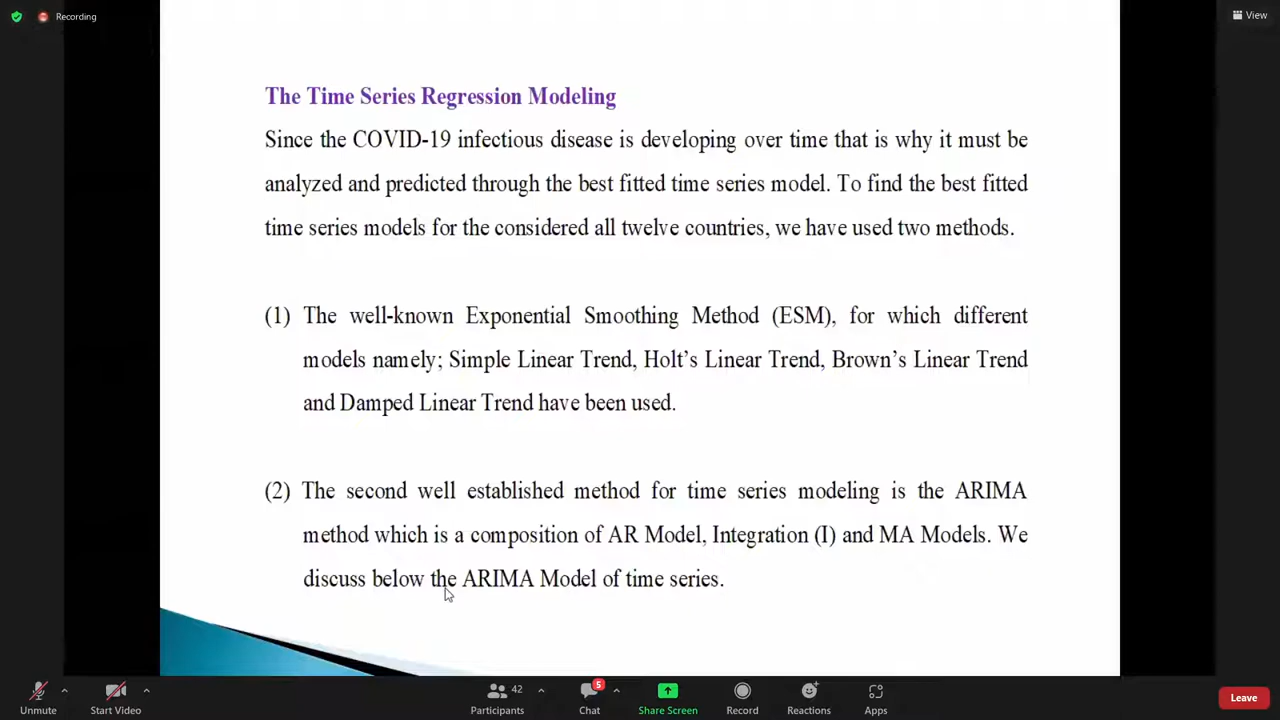 Recording
View
The Time Series Regression Modeling
Since the COVID-19 infectious disease is developing over time that is why it must be
analyzed and predicted through the best fitted time series model. To find the best fitted
time series models for the considered all twelve countries, we have used two methods.
(1) The well-known Exponential Smoothing Method (ESM), for which different
models namely; Simple Linear Trend, Holt's Linear Trend, Brown's Linear Trend
and Damped Linear Trend have been used.
(2) The second well established method for time series modeling is the ARIMA
method which is a composition of AR Model, Integration (I) and MA Models. We
discuss below the ARIMA Model of time series.
42
5
Unmute
Start Video
Participants
Chat
Share Screen
Record
Reactions
Apps
Leave